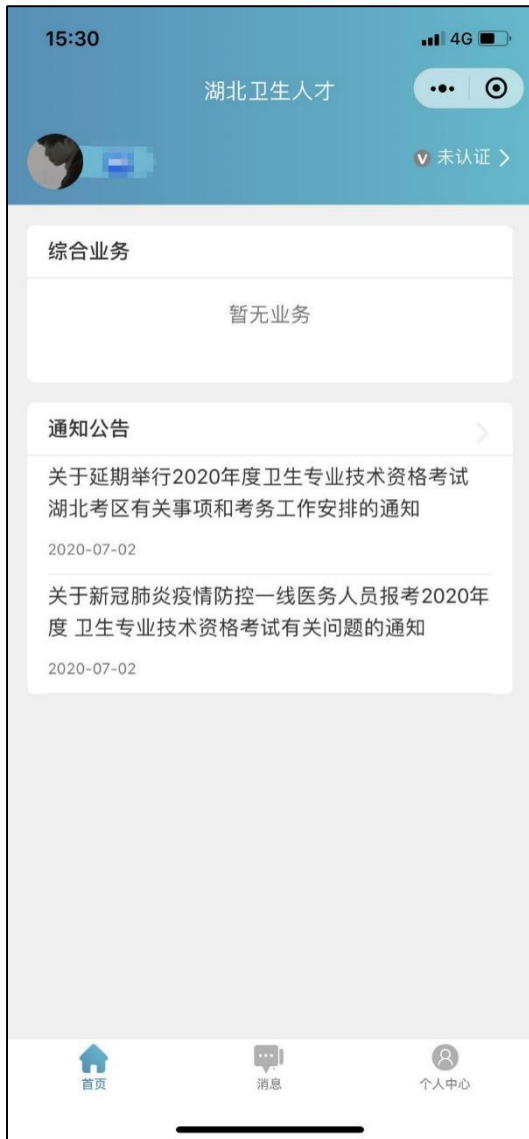 15:30
4G
湖北卫生人才
V 未认证
综合业务
暂无业务
通知公告
关于延期举行2020年度卫生专业技术资格考试
湖北考区有关事项和考务工作安排的通知
2020-07-02
关于新冠肺炎疫情防控一线医务人员报考2020年
度 卫生专业技术资格考试有关问题的通知
2020-07-02
首页
消息
个人中心